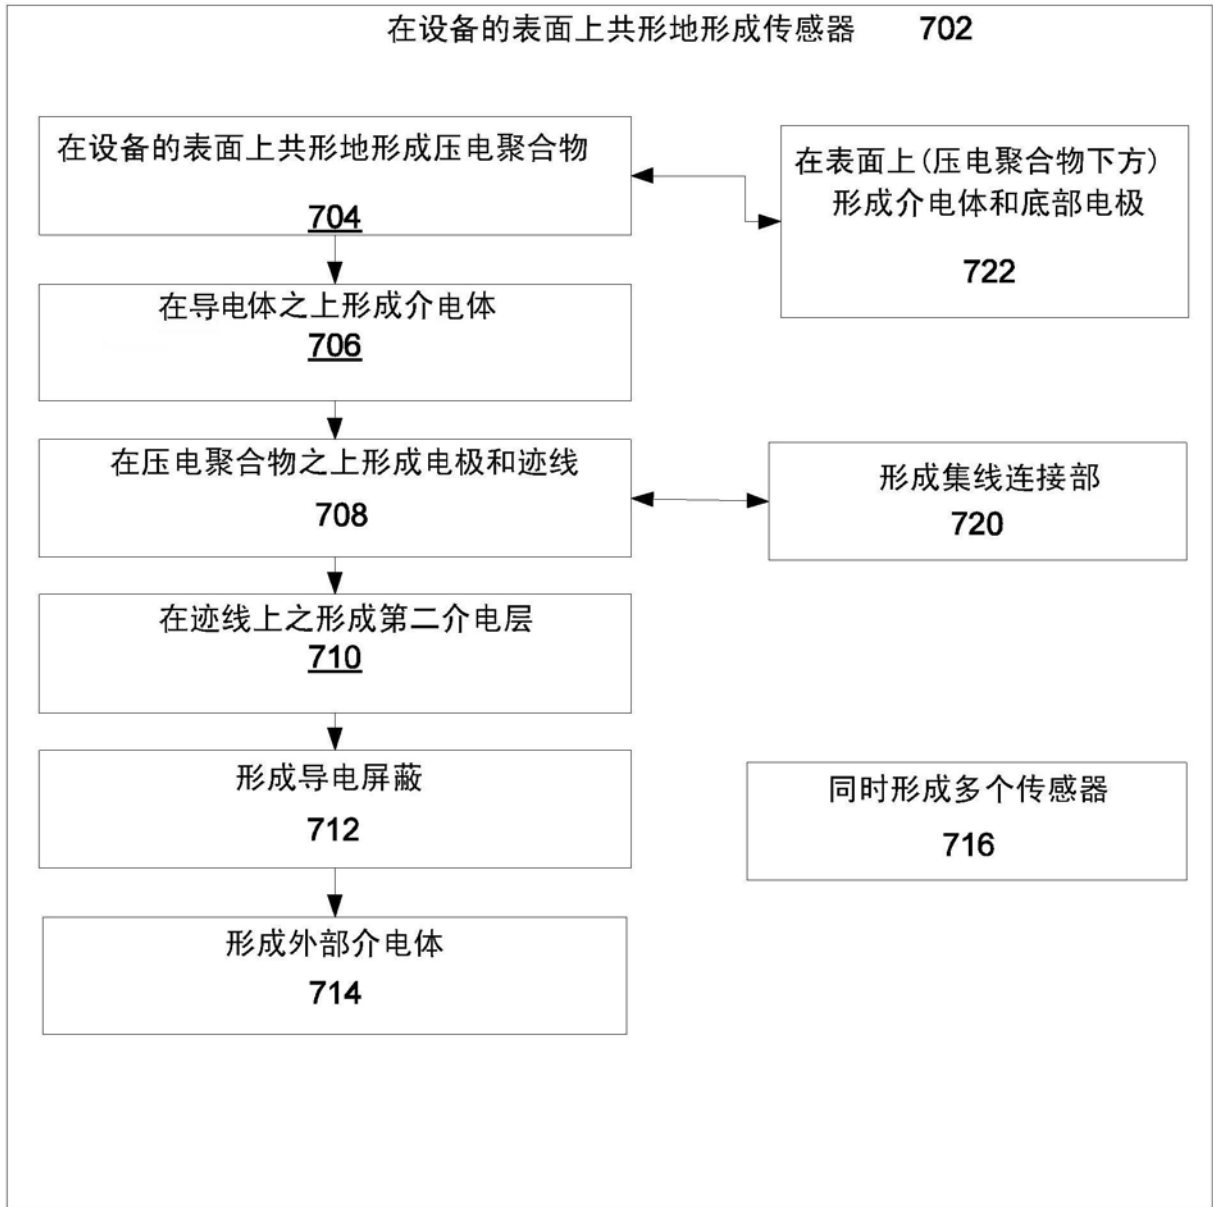 在设备的表面上共形地形成传感器 702
在设备的表面上共形地形成压电聚合物
704
在表面上(压电聚合物下方)
形成介电体和底部电极
722
在导电体之上形成介电体
706
在压电聚合物之上形成电极和迹线
708
形成集线连接部
720
在迹线上之形成第二介电层
710
形成导电屏蔽
712
同时形成多个传感器
716
形成外部介电体
714